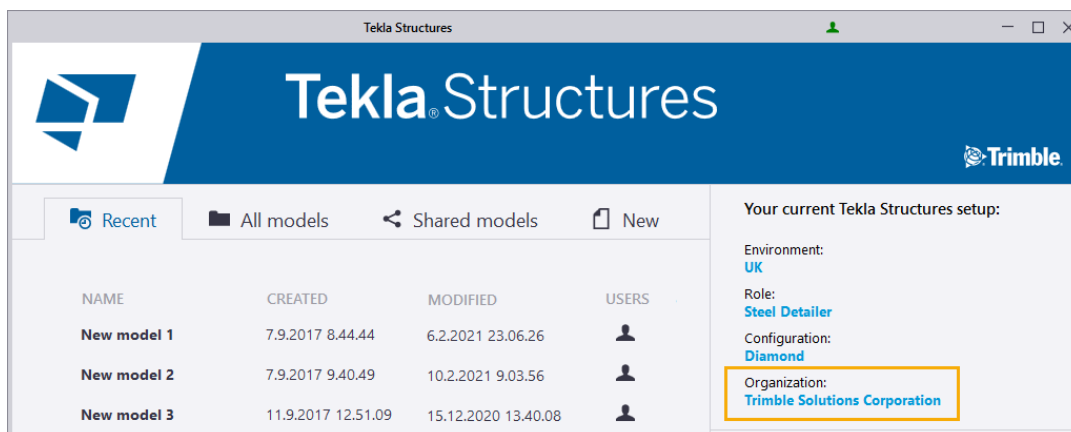 Tekla Structures
Tekla® Structures
Trimble.
Recent All models Shared models New
NAME CREATED MODIFIED USERS
New model 1 7.9.2017 8.44.44 6.2.2021 23.06.26
New model 2 7.9.2017 9.40.49 10.2.2021 9.03.56
New model 3 11.9.2017 12.51.09 15.12.2020 13.40.08
Your current Tekla Structures setup:
Environment:
UK
Role:
Steel Detailer
Configuration:
Diamond
Organization:
Trimble Solutions Corporation